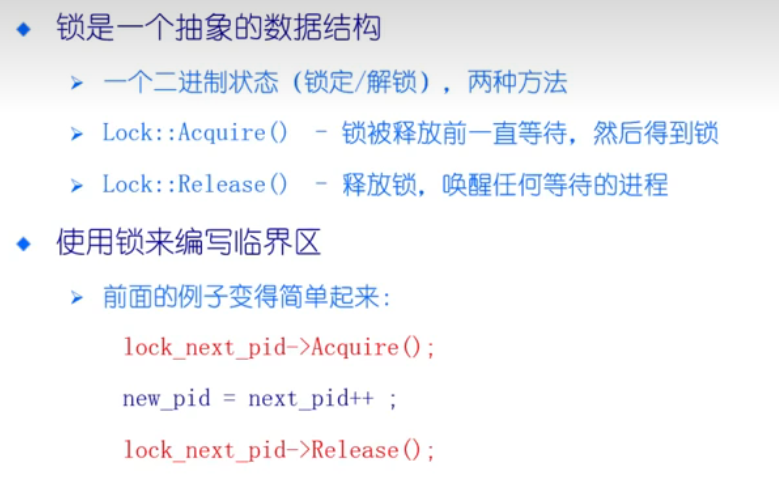 锁是一个抽象的数据结构
一个二进制状态（锁定/解锁），两种方法
Lock::Acquire() - 锁被释放前一直等待，然后得到锁
Lock::Release() - 释放锁，唤醒任何等待的进程
使用锁来编写临界区
前面的例子变得简单起来：
lock_next_pid->Acquire();
new_pid = next_pid++ ;
lock_next_pid->Release();